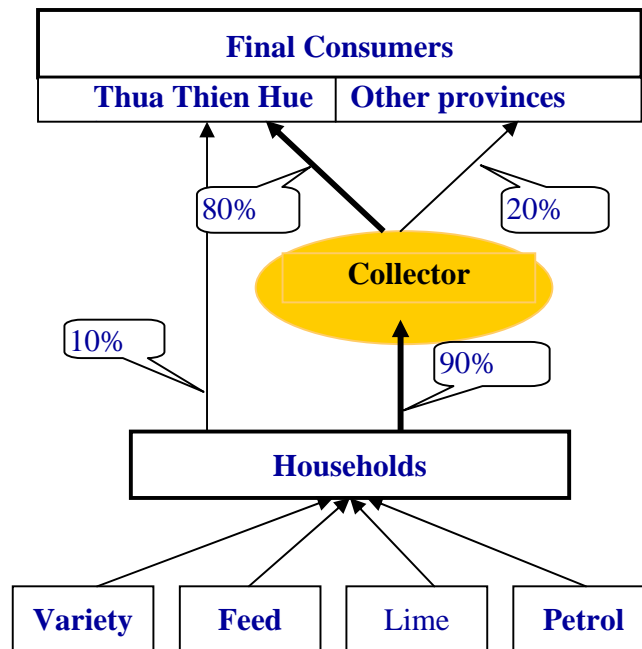 Final Consumers
Thua Thien Hue Other provinces
80% 20%
Collector
10%
90%
Households
Variety Feed Lime Petrol